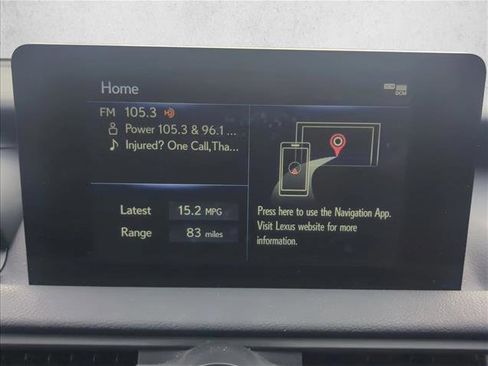 Home
DCM
FM 105.3
Power 105.3 & 96.1 ...
Injured? One Call,Tha...
Latest 15.2 MPG
Range 83 miles
Press here to use the Navigation App.
Visit Lexus website for more
information.